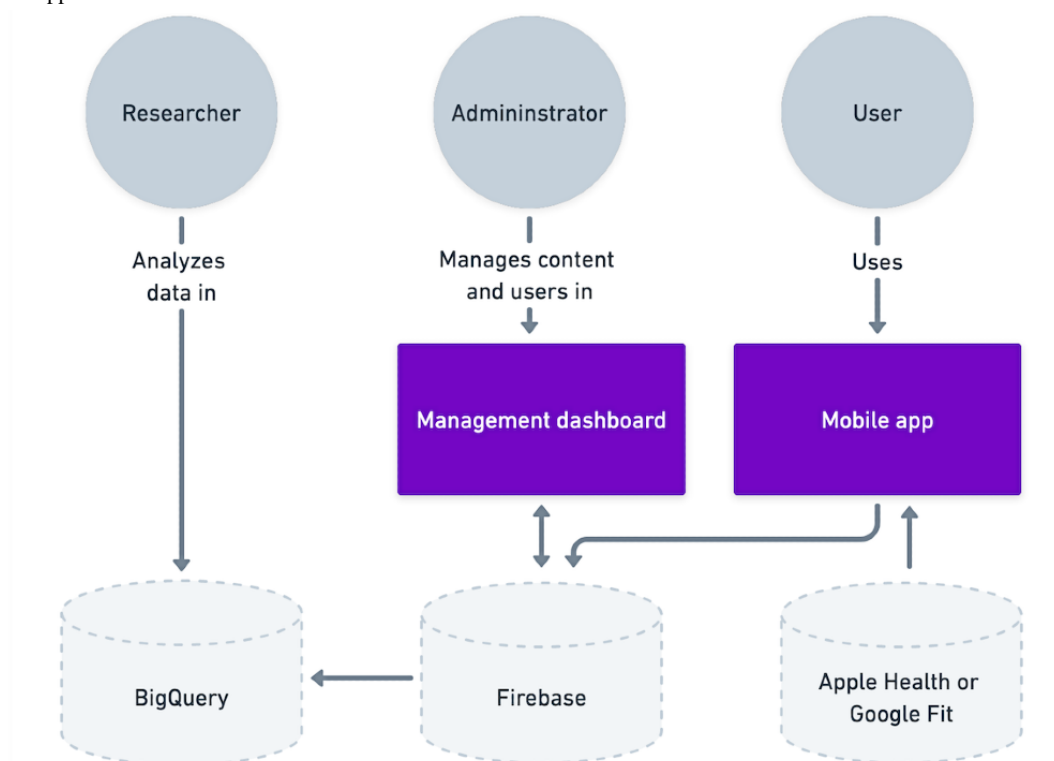 Researcher
Admininstrator
User
Analyzes
data in
Manages content
and users in
Uses
Management dashboard
Mobile app
BigQuery
Firebase
Apple Health or
Google Fit